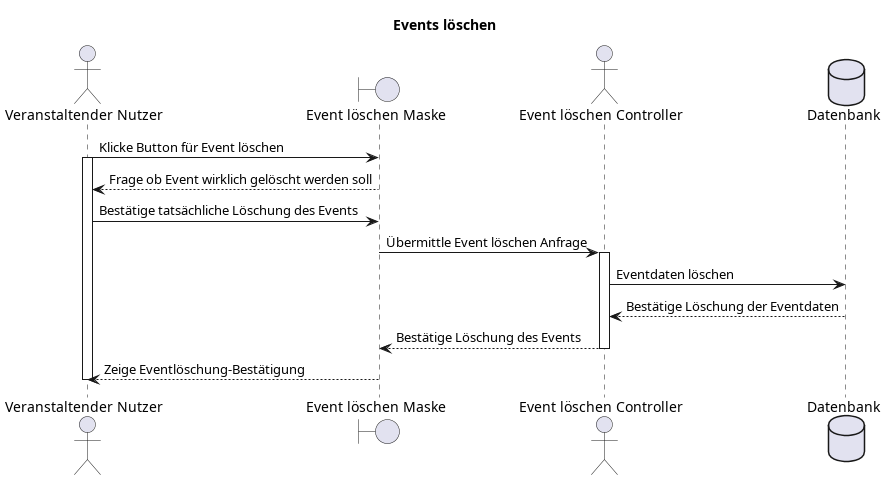 Events löschen
Veranstaltender Nutzer
Event löschen Maske
Event löschen Controller
Datenbank
Klicke Button für Event löschen
Frage ob Event wirklich gelöscht werden soll
Bestätige tatsächliche Löschung des Events
Übermittle Event löschen Anfrage
Eventdaten löschen
Bestätige Löschung der Eventdaten
Bestätige Löschung des Events
Zeige Eventlöschung-Bestätigung
Veranstaltender Nutzer
Event löschen Maske
Event löschen Controller
Datenbank